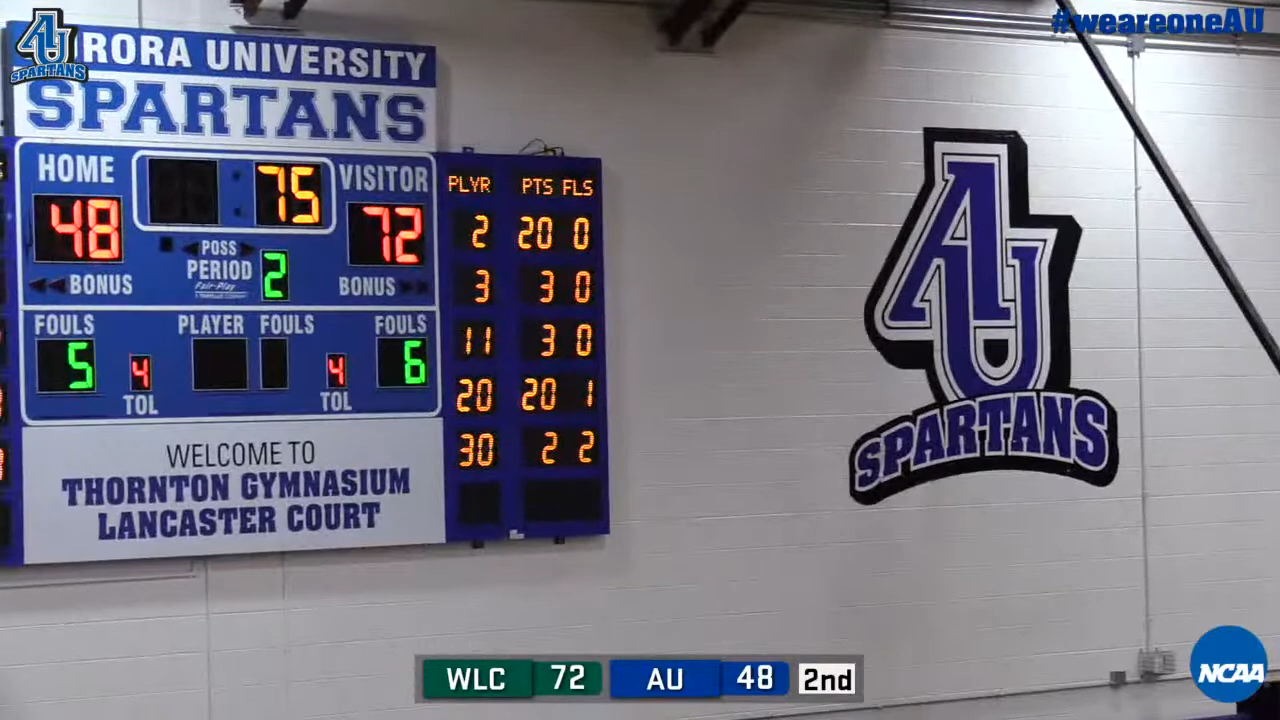 #weareoneAU
AU
SPARTANS
RORA UNIVERSITY
SPARTANS
HOME
75
VISITOR
48
72
POSS
PERIOD
2
Fair-Play
BONUS
BONUS
FOULS
PLAYER
FOULS
FOULS
5
4
4
6
TOL
TOL
WELCOME TO
THORNTON GYMNASIUM
LANCASTER COURT
PLYR PTS FLS
2 20 0
3 3 0
11 3 0
20 20 1
30 2 2
AU
SPARTANS
WLC 72 AU 48 2nd
NCAA